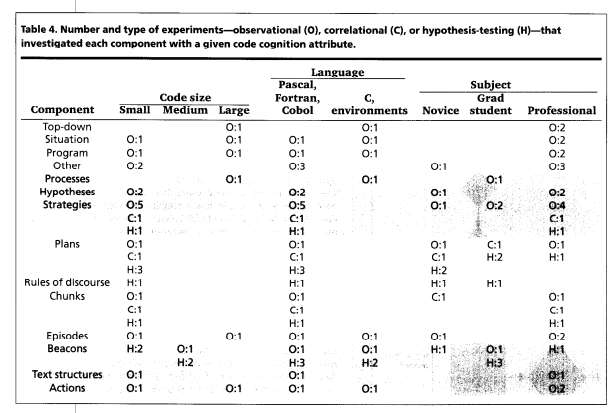 Table 4. Number and type of experiments—observational (O), correlational (C), or hypothesis-testing (H)—that
investigated each component with a given code cognition attribute.
Language
Pascal, Subject
Code size Fortran, C, Grad
Component Small Medium Large Cobol environments Novice student Professional
Top-down O:1 O:1 O:2
Situation O:1 O:1 O:1 O:1 O:2
Program O:1 O:1 O:1 O:1 O:2
Other O:2 O:3 O:1 O:3
Processes O:1 O:1 O:1
Hypotheses O:2 O:2 O:1 O:2
Strategies O:5 O:5 O:1 O:2 O:4
C:1 C:1 C:1
H:1 H:1 H:1
Plans O:1 O:1 O:1 C:1 O:1
C:1 C:1 C:1 H:2 H:1
H:3 H:3 H:2
Rules of discourse H:1 H:1 H:1 H:1
Chunks O:1 O:1 C:1 O:1
C:1 C:1 C:1
H:1 H:1 H:1
Episodes O:1 O:1 O:1 O:1 O:1 O:2
Beacons H:2 O:1 O:1 O:1 H:1 O:1 H:1
H:2 H:3 H:2 H:3
Text structures O:1 O:1 O:1
Actions O:1 O:1 O:1 O:1 O:2